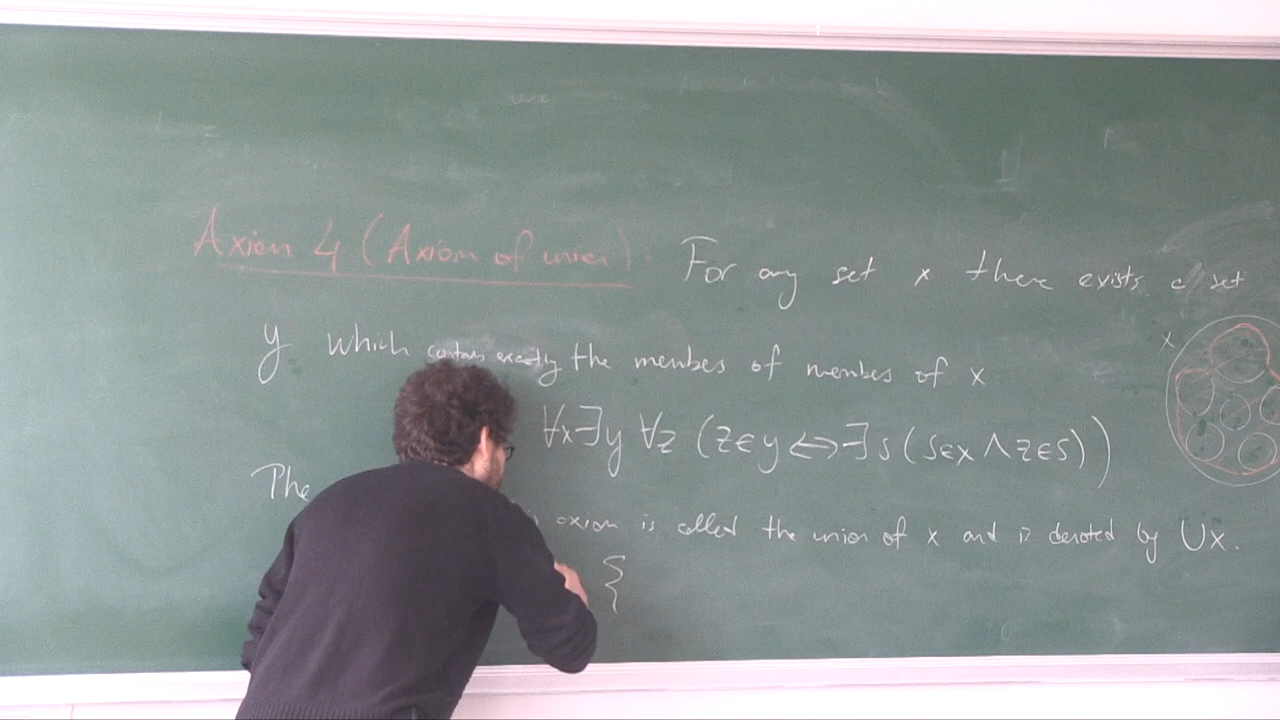 Axiom 4 (Axiom of union). For any set x there exists a set
y which contains exactly the members of members of x
x
∀x∃y ∀z (z∈y ⇔ ∃s (s∈x ∧ z∈s))
The axiom is called the union of x and is denoted by ∪x.
{